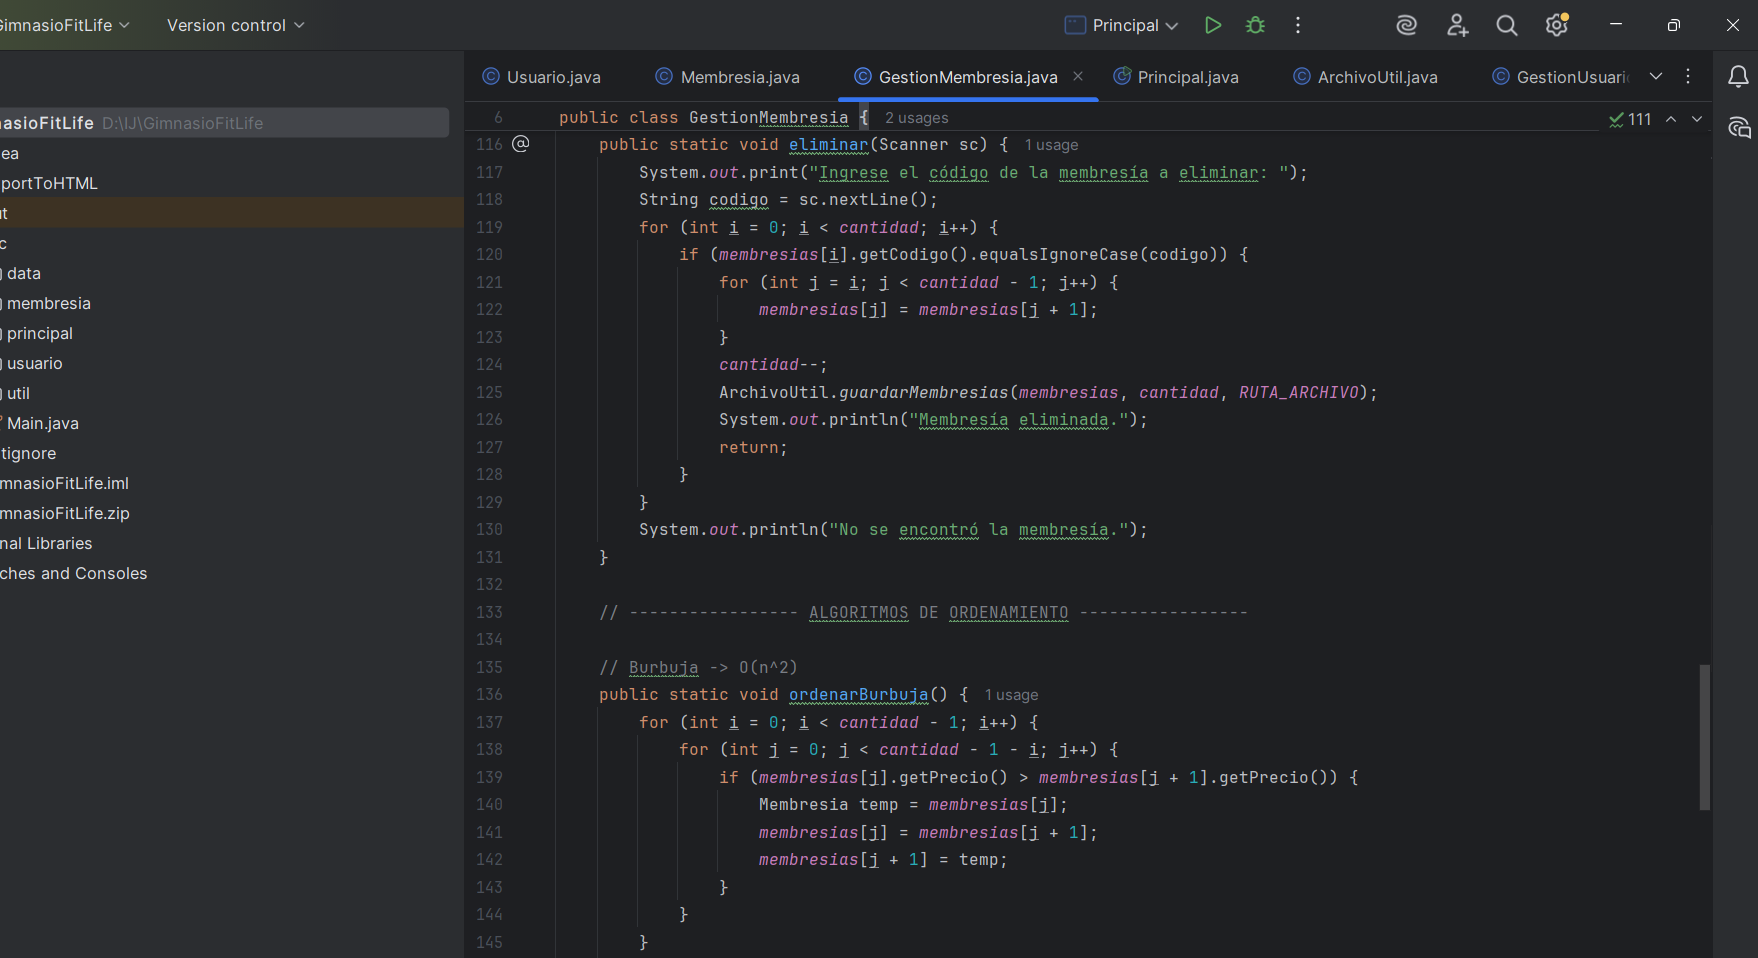 GimnasioFitLife Version control Principal
Usuario.java Membresia.java GestionMembresia.java Principal.java ArchivoUtil.java GestionUsuari
nasioFitLife D:\IJ\GimnasioFitLife
ea
portToHTML
ut
c
data
membresia
principal
usuario
util
Main.java
tignore
mnasioFitLife.iml
mnasioFitLife.zip
nal Libraries
ches and Consoles
6 public class GestionMembresia { 2 usages
111
116 @ public static void eliminar(Scanner sc) { 1 usage
117 System.out.print("Ingrese el código de la membresía a eliminar: ");
118 String codigo = sc.nextLine();
119 for (int i = 0; i < cantidad; i++) {
120 if (membresias[i].getCodigo().equalsIgnoreCase(codigo)) {
121 for (int j = i; j < cantidad - 1; j++) {
122 membresias[j] = membresias[j + 1];
123 }
124 cantidad--;
125 ArchivoUtil.guardarMembresias(membresias, cantidad, RUTA_ARCHIVO);
126 System.out.println("Membresía eliminada.");
127 return;
128 }
129 }
130 System.out.println("No se encontró la membresía.");
131 }
132
133 // ----------------- ALGORITMOS DE ORDENAMIENTO -----------------
134
135 // Burbuja -> O(n^2)
136 public static void ordenarBurbuja() { 1 usage
137 for (int i = 0; i < cantidad - 1; i++) {
138 for (int j = 0; j < cantidad - 1 - i; j++) {
139 if (membresias[j].getPrecio() > membresias[j + 1].getPrecio()) {
140 Membresia temp = membresias[j];
141 membresias[j] = membresias[j + 1];
142 membresias[j + 1] = temp;
143 }
144 }
145 }